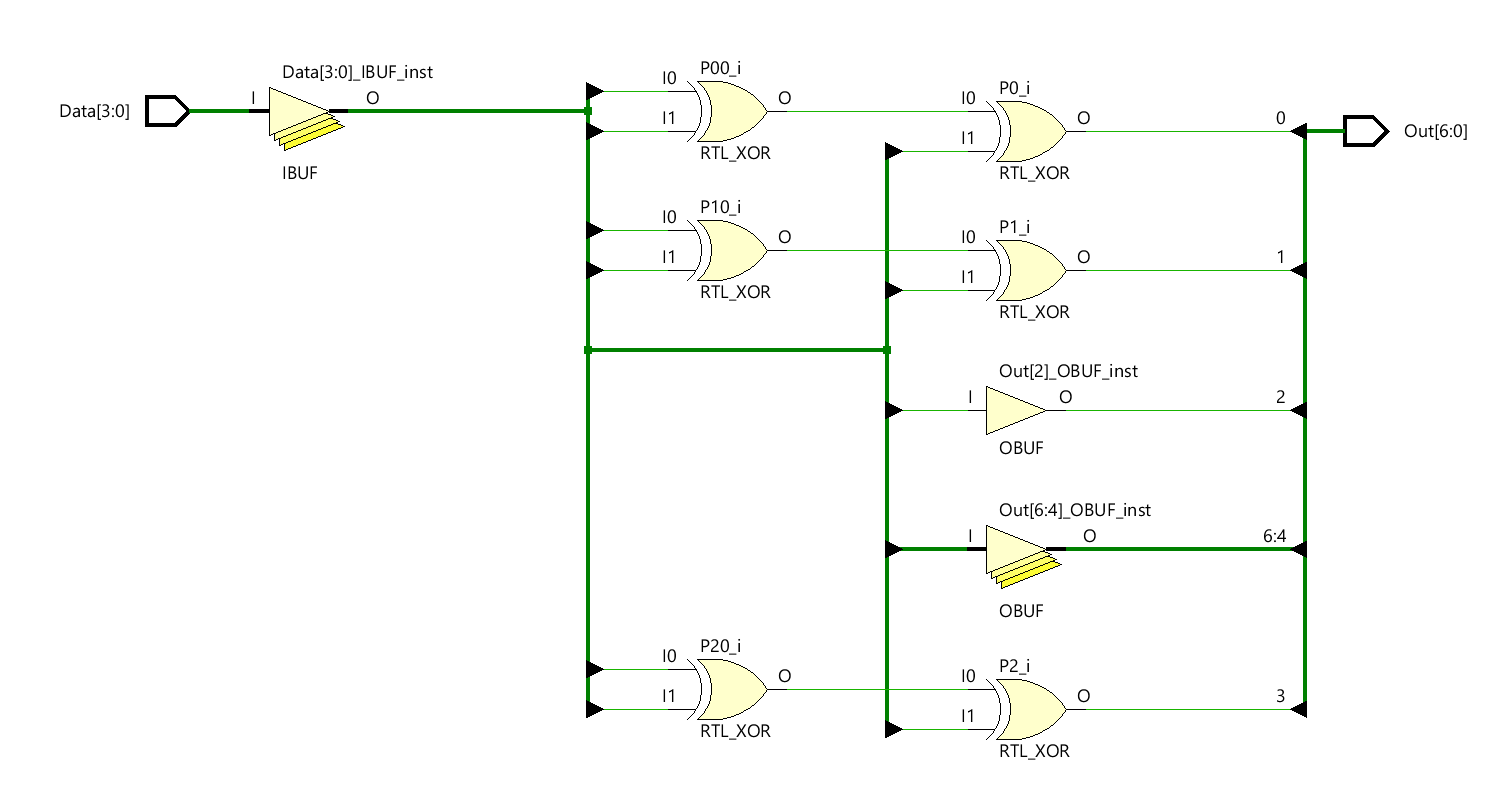 Data[3:0]
I
Data[3:0]_IBUF_inst
O
IBUF
I0
I1
P00_i
O
RTL_XOR
I0
I1
P0_i
O
RTL_XOR
0
Out[6:0]
I0
I1
P10_i
O
RTL_XOR
I0
I1
P1_i
O
RTL_XOR
1
Out[2]_OBUF_inst
I
O
OBUF
2
Out[6:4]_OBUF_inst
I
O
OBUF
6:4
I0
I1
P20_i
O
RTL_XOR
I0
I1
P2_i
O
RTL_XOR
3